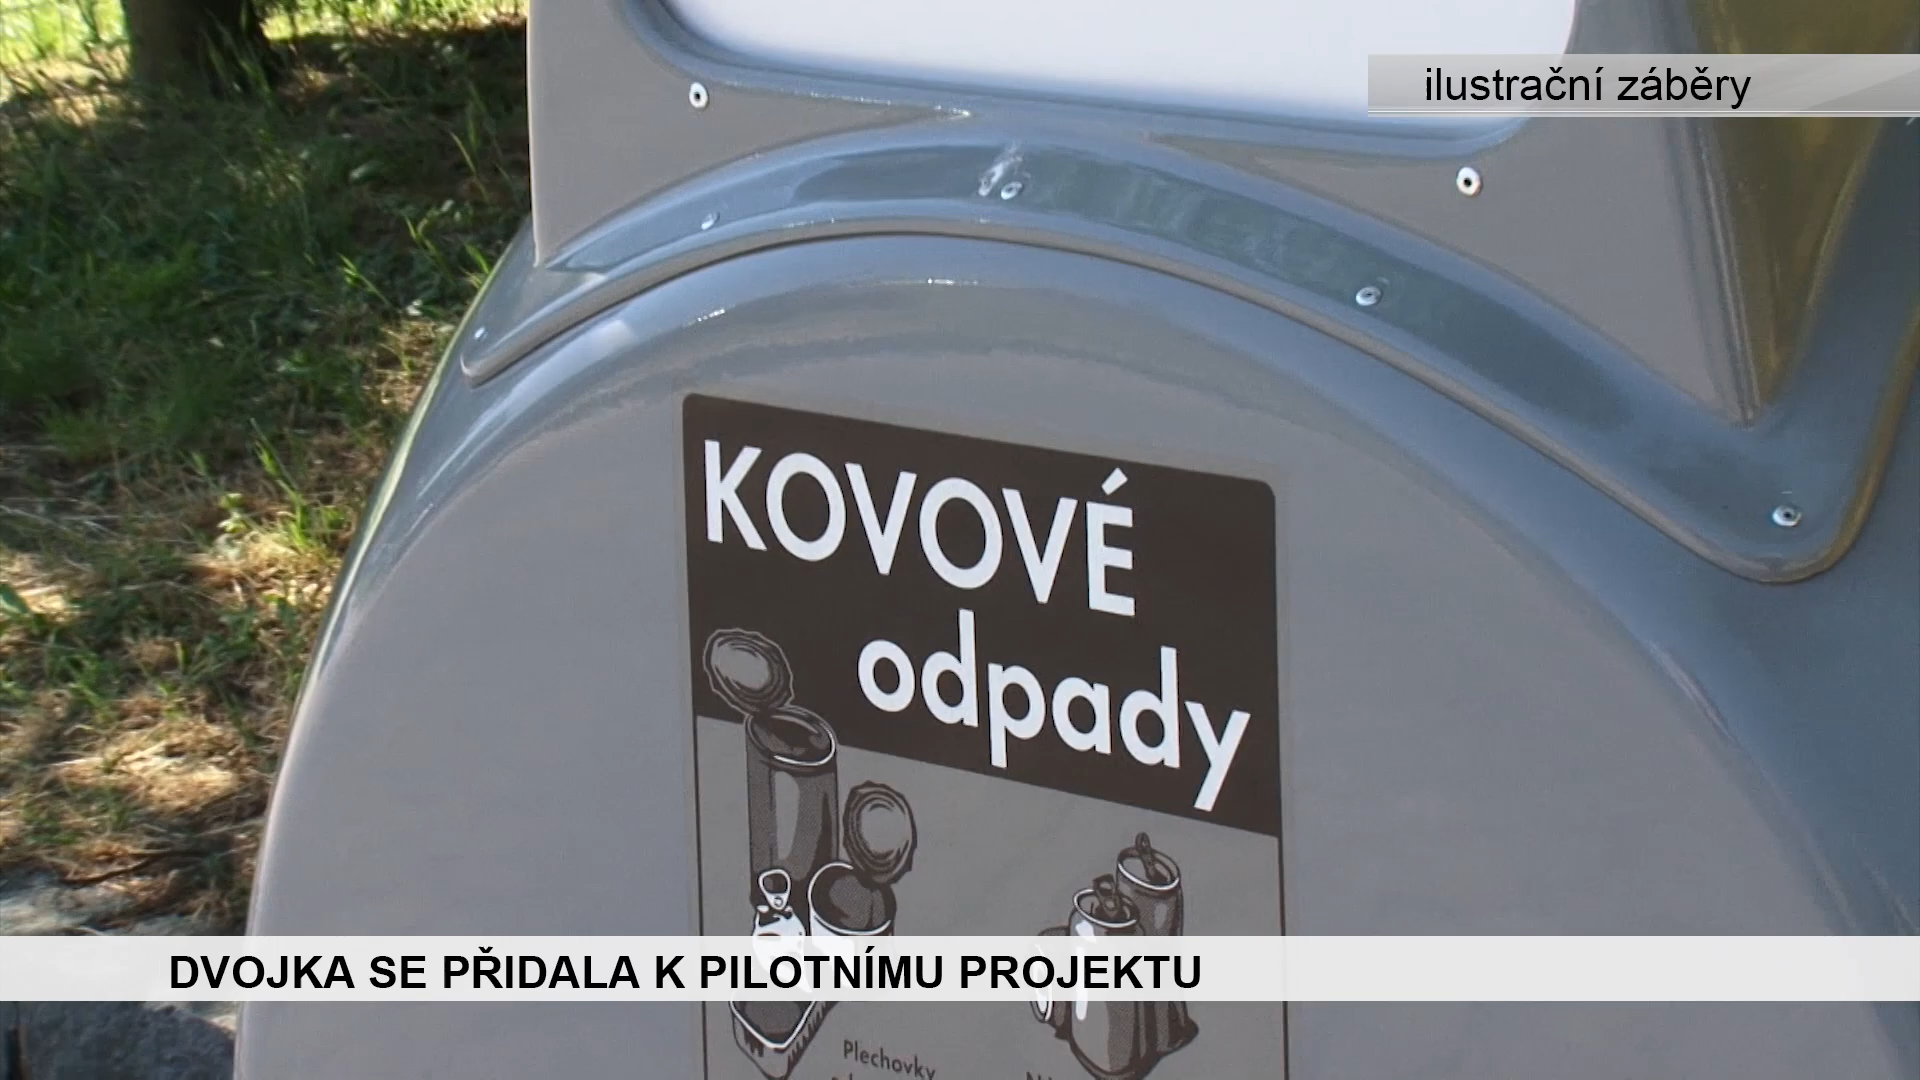 ilustrační záběry
KOVOVÉ
odpady
DVOJKA SE PŘIDALA K PILOTNÍMU PROJEKTU
Plechovky